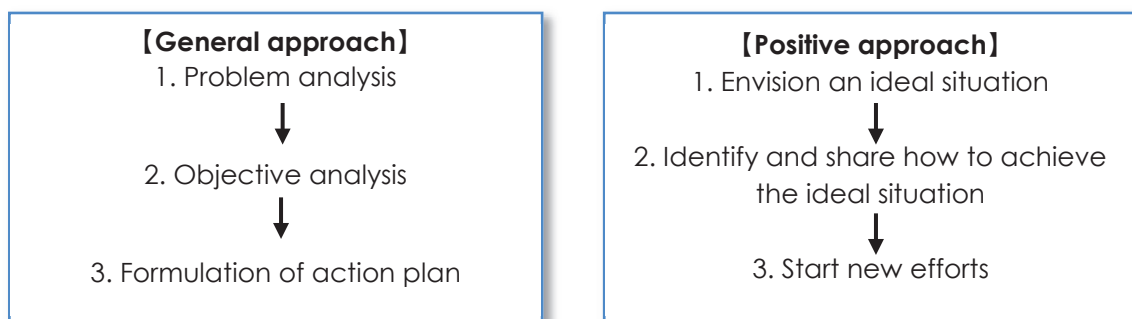 【General approach】
1. Problem analysis
2. Objective analysis
3. Formulation of action plan
【Positive approach】
1. Envision an ideal situation
2. Identify and share how to achieve
the ideal situation
3. Start new efforts